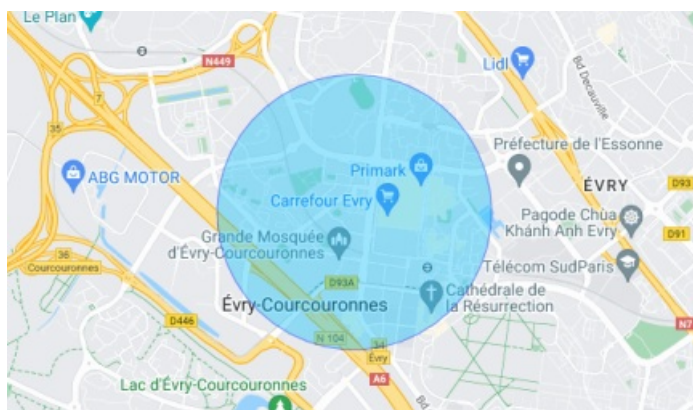 Le Plan
N449
Lidl
Bd Decauville
7
35
Préfecture de l'Essonne
Primark
ABG MOTOR
ÉVRY
D93
Carrefour Evry
Pagode Chùa
Khánh Anh Evry
D91
Grande Mosquée
d'Évry-Courcouronnes
36
Courcouronnes
Télécom SudParis
D93A
Cathédrale de
la Résurrection
Évry-Courcouronnes
D446
N 104
34
Évry
N7
A6
Lac d'Évry-Courcouronnes
Bd